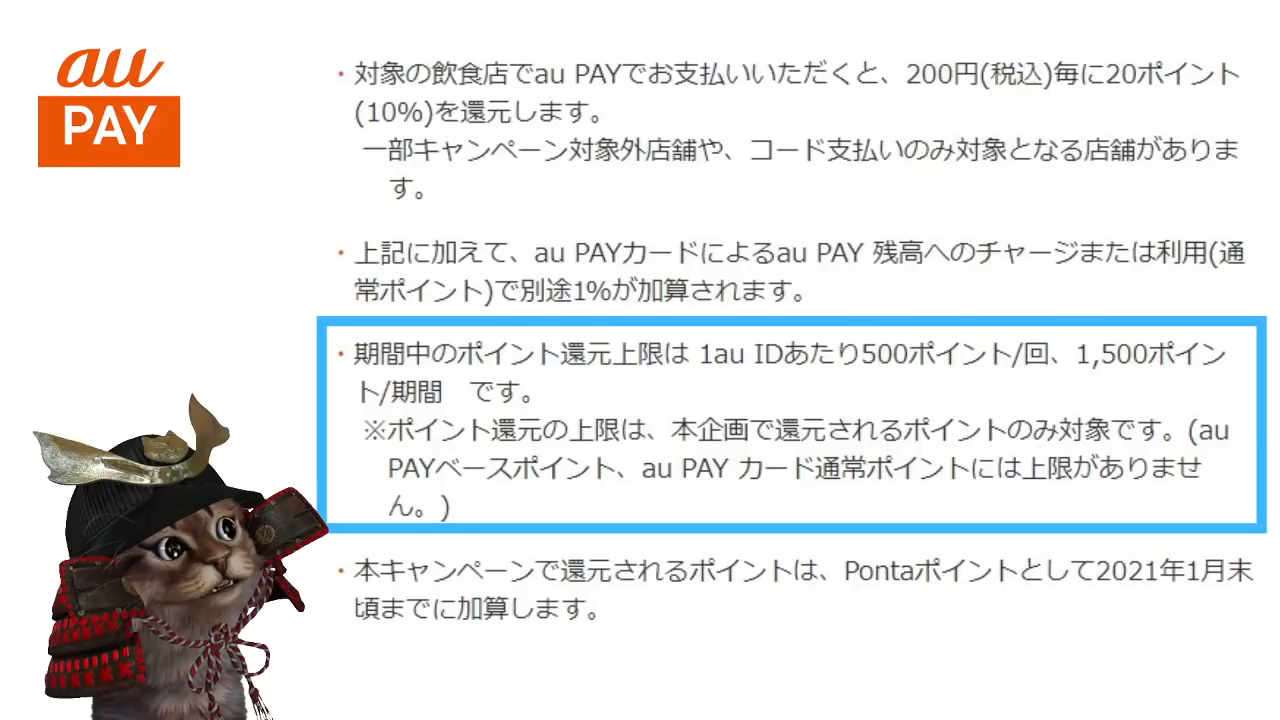 au
PAY
・対象の飲食店でau PAYでお支払いいただくと、200円(税込)毎に20ポイント
(10%)を還元します。
一部キャンペーン対象外店舗や、コード支払いのみ対象となる店舗がありま
す。
・上記に加えて、au PAYカードによるau PAY 残高へのチャージまたは利用(通
常ポイント)で別途1%が加算されます。
・期間中のポイント還元上限は 1au IDあたり500ポイント/回、1,500ポイン
ト/期間　です。
※ポイント還元の上限は、本企画で還元されるポイントのみ対象です。(au
PAYベースポイント、au PAY カード通常ポイントには上限がありませ
ん。)
・本キャンペーンで還元されるポイントは、Pontaポイントとして2021年1月末
頃までに加算します。